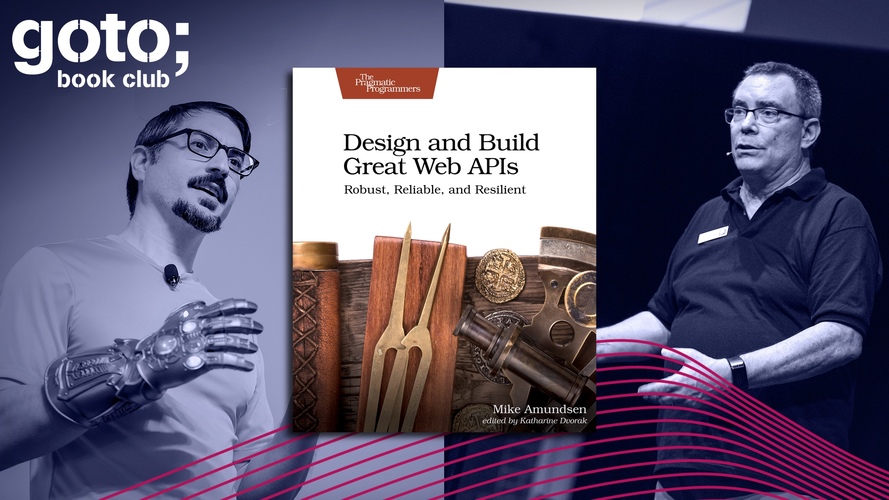 goto;
book club
The
Pragmatic
Programmers
Design and Build
Great Web APIs
Robust, Reliable, and Resilient
Mike Amundsen
edited by Katharine Dvorak